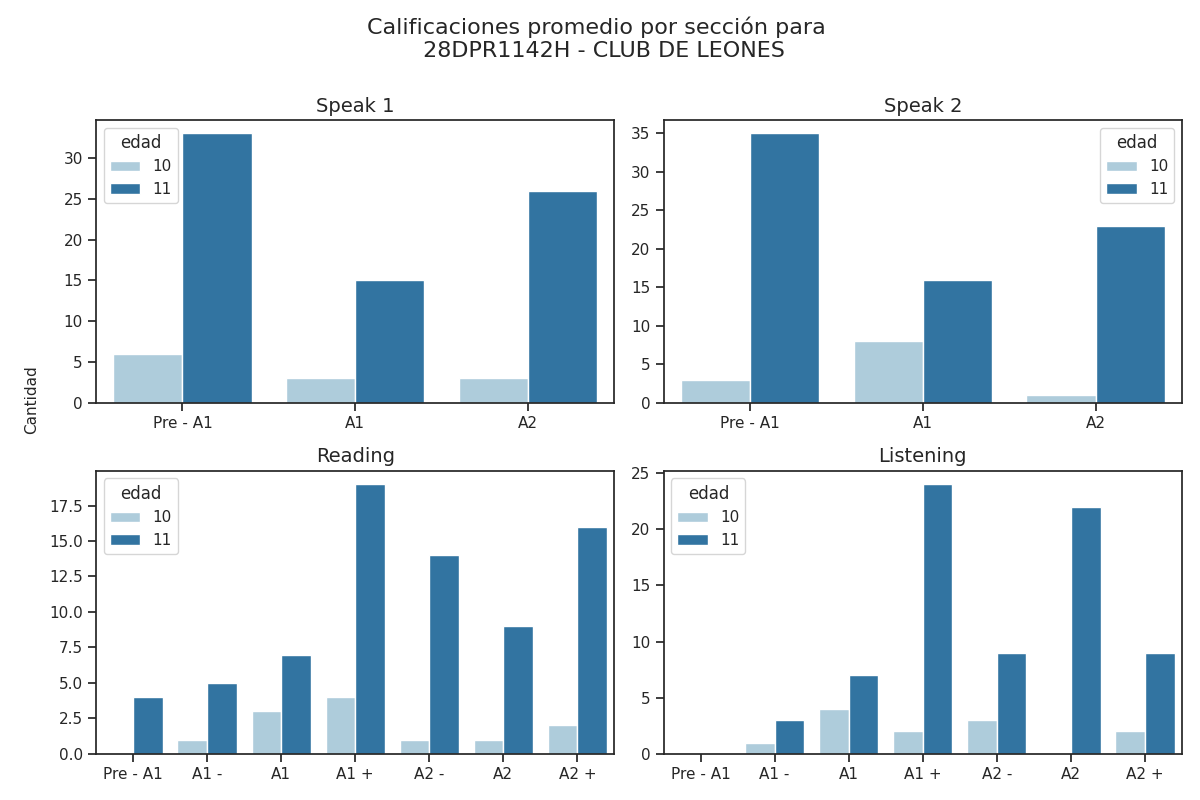 Calificaciones promedio por sección para
28DPR1142H - CLUB DE LEONES
Cantidad
Speak 1
edad
10
11
30
25
20
15
10
5
0
Pre - A1 A1 A2
Speak 2
edad
10
11
35
30
25
20
15
10
5
0
Pre - A1 A1 A2
Reading
edad
10
11
17.5
15.0
12.5
10.0
7.5
5.0
2.5
0.0
Pre - A1 A1 - A1 A1 + A2 - A2 A2 +
Listening
edad
10
11
25
20
15
10
5
0
Pre - A1 A1 - A1 A1 + A2 - A2 A2 +